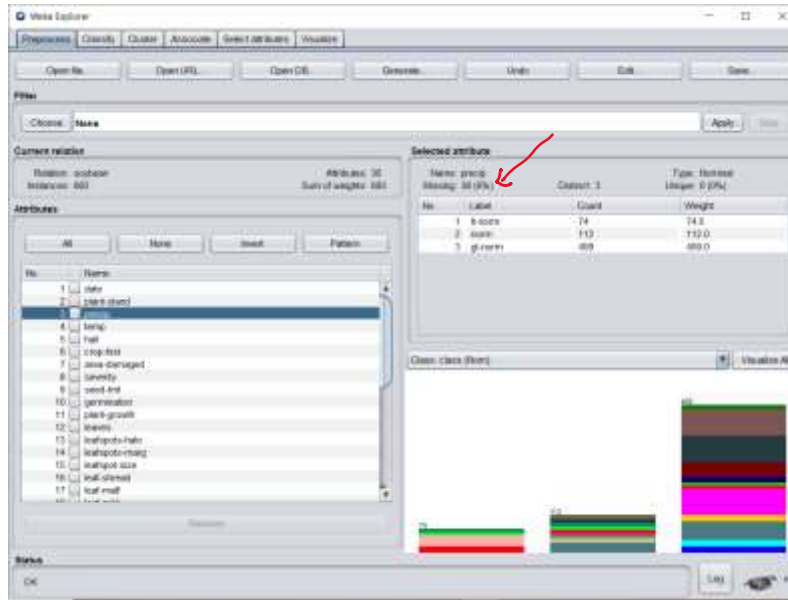 Weka Explorer
Preprocess Classify Cluster Associate Select attributes Visualize
Open file... Open URL... Open DB... Generate... Undo Edit... Save...
Filter
Choose None Apply Stop
Current relation Selected attribute
Relation: soybean Attributes: 36
Instances: 683 Sum of weights: 683
Name: precip Type: Nominal
Missing: 38 (6%) Distinct: 3 Unique: 0 (0%)
No. Label Count Weight
1 lt-norm 74 74.0
2 norm 112 112.0
3 gt-norm 459 459.0
Attributes
All None Invert Pattern
No. Name
1 date
2 plant-stand
3 precip
4 temp
5 hail
6 crop-hist
7 area-damaged
8 severity
9 seed-tmt
10 germination
11 plant-growth
12 leaves
13 leafspots-halo
14 leafspots-marg
15 leafspot-size
16 leaf-shread
17 leaf-malf
Remove
Class: class (Nom) Visualize All
Status
OK
Log